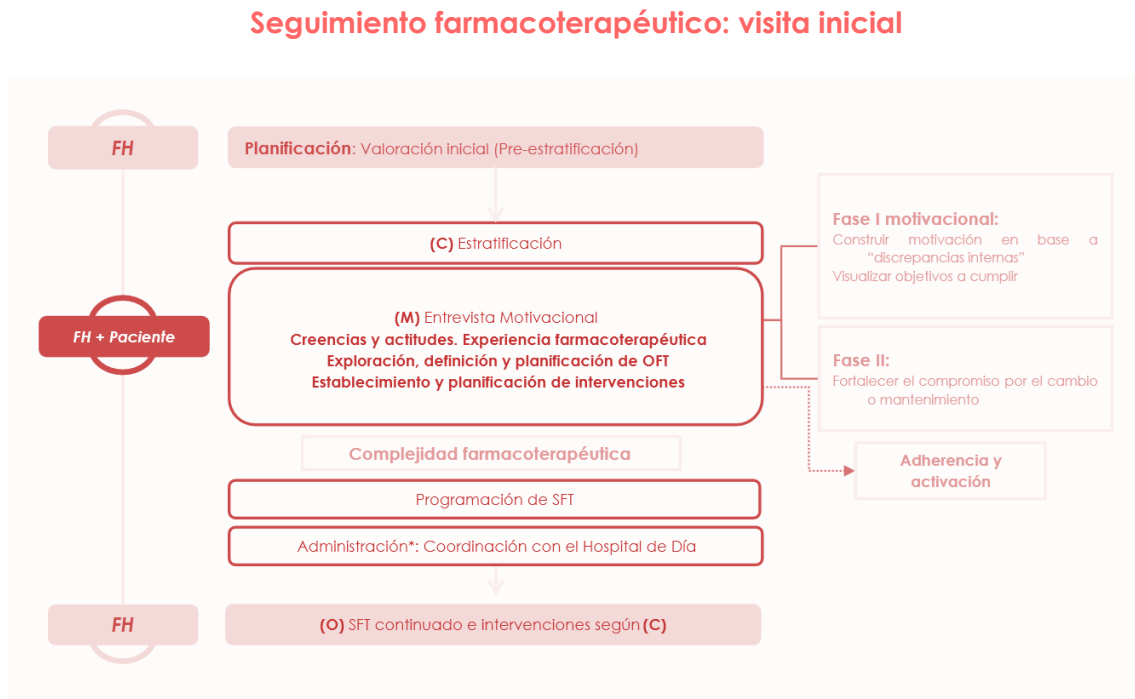 Seguimiento farmacoterapéutico: visita inicial
FH
Planificación: Valoración inicial (Pre-estratificación)
(C) Estratificación
FH + Paciente
(M) Entrevista Motivacional
Creencias y actitudes. Experiencia farmacoterapéutica
Exploración, definición y planificación de OFT
Establecimiento y planificación de intervenciones
Fase I motivacional:
Construir motivación en base a
“discrepancias internas”
Visualizar objetivos a cumplir
Fase II:
Fortalecer el compromiso por el cambio
o mantenimiento
Adherencia y
activación
Complejidad farmacoterapéutica
Programación de SFT
Administración*: Coordinación con el Hospital de Día
FH
(O) SFT continuado e intervenciones según (C)